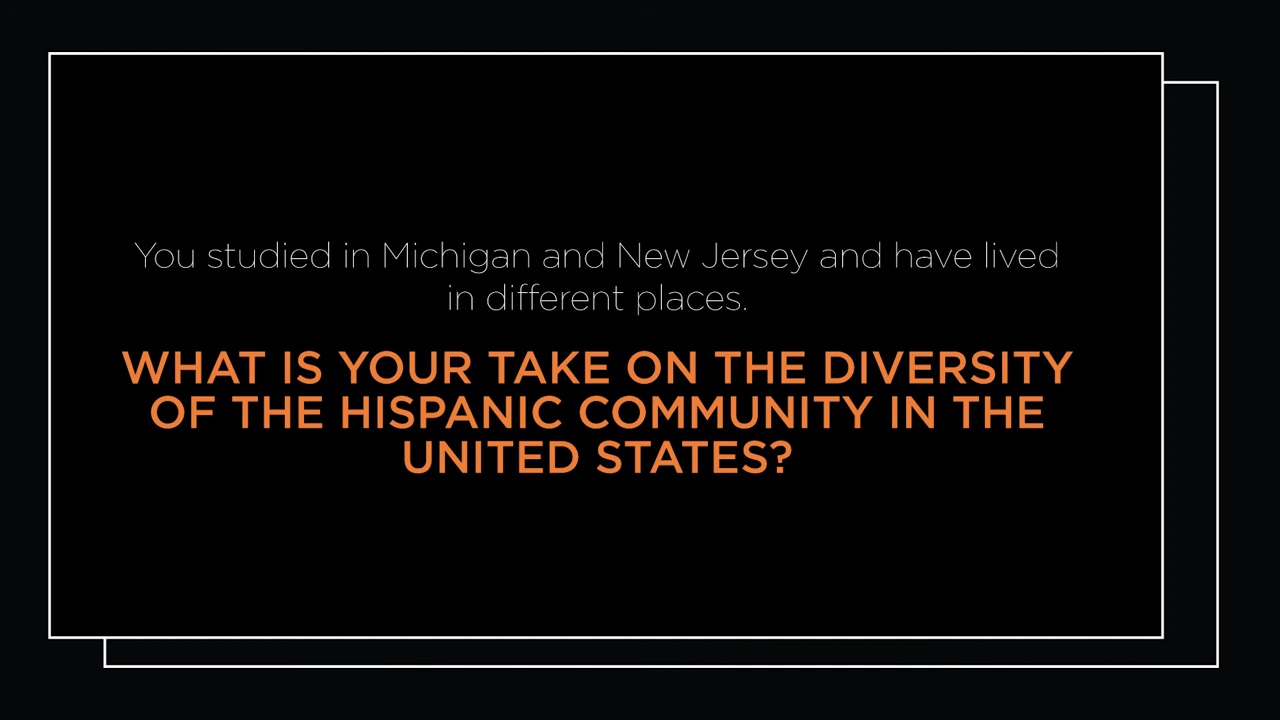 You studied in Michigan and New Jersey and have lived
in different places.
WHAT IS YOUR TAKE ON THE DIVERSITY
OF THE HISPANIC COMMUNITY IN THE
UNITED STATES?